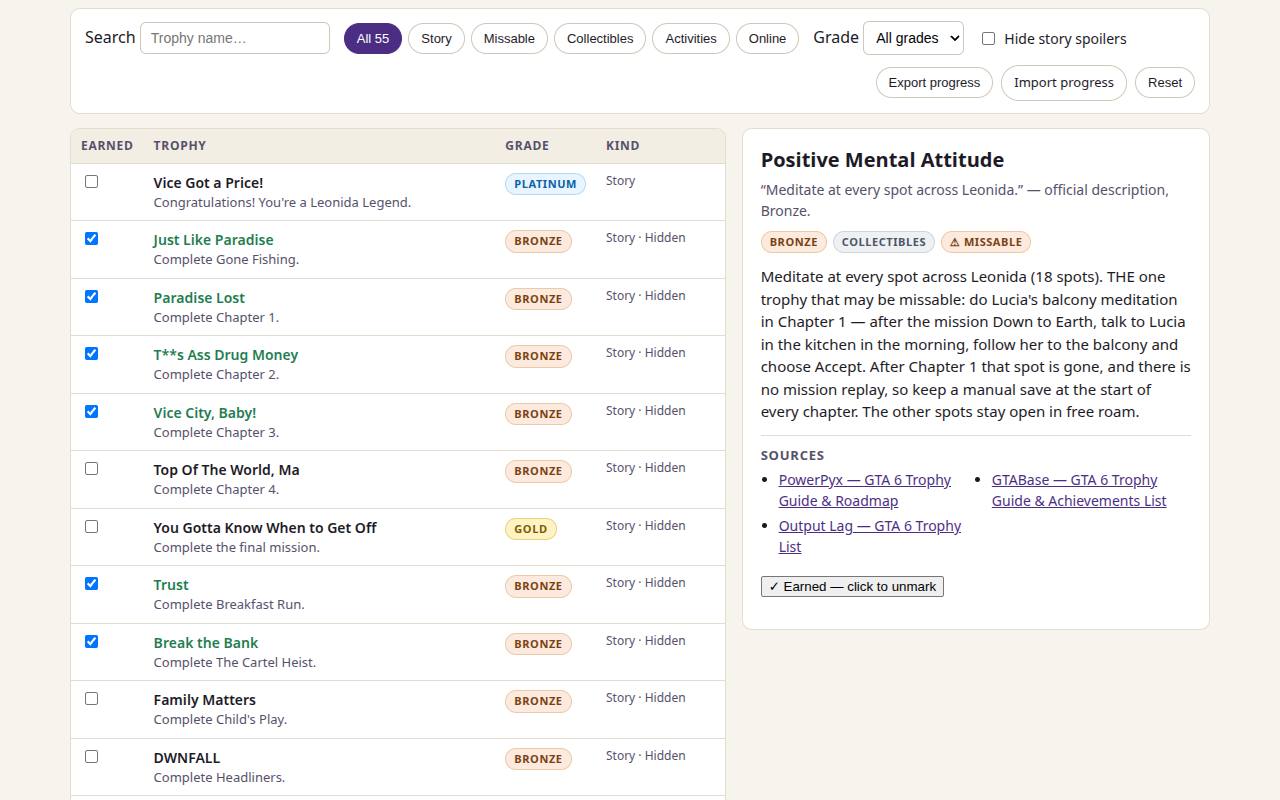 Search Trophy name… All 55 Story Missable Collectibles Activities Online Grade All grades Hide story spoilers
Export progress Import progress Reset
EARNED TROPHY GRADE KIND
Vice Got a Price! PLATINUM Story
Congratulations! You're a Leonida Legend.
Just Like Paradise BRONZE Story · Hidden
Complete Gone Fishing.
Paradise Lost BRONZE Story · Hidden
Complete Chapter 1.
T**s Ass Drug Money BRONZE Story · Hidden
Complete Chapter 2.
Vice City, Baby! BRONZE Story · Hidden
Complete Chapter 3.
Top Of The World, Ma BRONZE Story · Hidden
Complete Chapter 4.
You Gotta Know When to Get Off GOLD Story · Hidden
Complete the final mission.
Trust BRONZE Story · Hidden
Complete Breakfast Run.
Break the Bank BRONZE Story · Hidden
Complete The Cartel Heist.
Family Matters BRONZE Story · Hidden
Complete Child's Play.
DWNFALL BRONZE Story · Hidden
Complete Headliners.
Positive Mental Attitude
“Meditate at every spot across Leonida.” — official description,
Bronze.
BRONZE COLLECTIBLES ⚠ MISSABLE
Meditate at every spot across Leonida (18 spots). THE one
trophy that may be missable: do Lucia's balcony meditation
in Chapter 1 — after the mission Down to Earth, talk to Lucia
in the kitchen in the morning, follow her to the balcony and
choose Accept. After Chapter 1 that spot is gone, and there is
no mission replay, so keep a manual save at the start of
every chapter. The other spots stay open in free roam.
SOURCES
• PowerPyx — GTA 6 Trophy
Guide & Roadmap
• GTABase — GTA 6 Trophy
Guide & Achievements List
• Output Lag — GTA 6 Trophy
List
✓ Earned — click to unmark